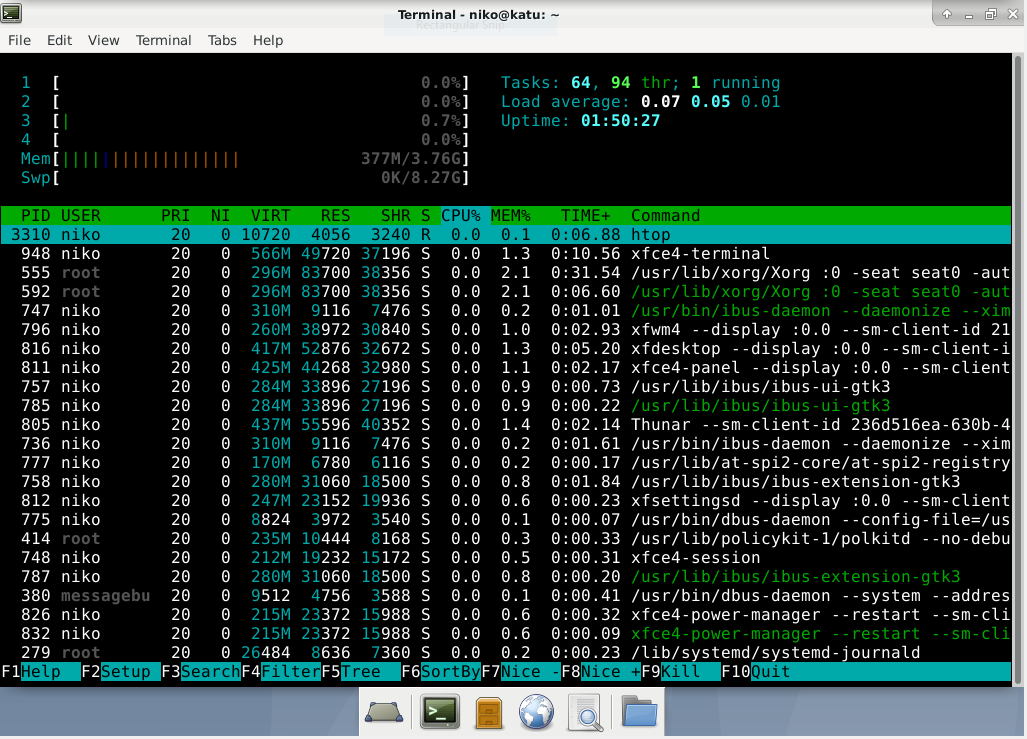 Terminal - niko@katu: ~
Rectangular Snip
File Edit View Terminal Tabs Help
1 [ 0.0%] Tasks: 64, 94 thr; 1 running
2 [ 0.0%] Load average: 0.07 0.05 0.01
3 [| 0.7%] Uptime: 01:50:27
4 [ 0.0%]
Mem[|||||||||||||||||| 377M/3.76G]
Swp[ 0K/8.27G]
PID USER PRI NI VIRT RES SHR S CPU% MEM% TIME+ Command
3310 niko 20 0 10720 4056 3240 R 0.0 0.1 0:06.88 htop
948 niko 20 0 566M 49720 37196 S 0.0 1.3 0:10.56 xfce4-terminal
555 root 20 0 296M 83700 38356 S 0.0 2.1 0:31.54 /usr/lib/xorg/Xorg :0 -seat seat0 -aut
592 root 20 0 296M 83700 38356 S 0.0 2.1 0:06.60 /usr/lib/xorg/Xorg :0 -seat seat0 -aut
747 niko 20 0 310M 9116 7476 S 0.0 0.2 0:01.01 /usr/bin/ibus-daemon --daemonize --xim
796 niko 20 0 260M 38972 30840 S 0.0 1.0 0:02.93 xfwm4 --display :0.0 --sm-client-id 21
816 niko 20 0 417M 52876 32672 S 0.0 1.3 0:05.20 xfdesktop --display :0.0 --sm-client-i
811 niko 20 0 425M 44268 32980 S 0.0 1.1 0:02.17 xfce4-panel --display :0.0 --sm-client
757 niko 20 0 284M 33896 27196 S 0.0 0.9 0:00.73 /usr/lib/ibus/ibus-ui-gtk3
785 niko 20 0 284M 33896 27196 S 0.0 0.9 0:00.22 /usr/lib/ibus/ibus-ui-gtk3
805 niko 20 0 437M 55596 40352 S 0.0 1.4 0:02.14 Thunar --sm-client-id 236d516ea-630b-4
736 niko 20 0 310M 9116 7476 S 0.0 0.2 0:01.61 /usr/bin/ibus-daemon --daemonize --xim
777 niko 20 0 170M 6780 6116 S 0.0 0.2 0:00.17 /usr/lib/at-spi2-core/at-spi2-registry
758 niko 20 0 280M 31060 18500 S 0.0 0.8 0:01.84 /usr/lib/ibus/ibus-extension-gtk3
812 niko 20 0 247M 23152 19936 S 0.0 0.6 0:00.23 xfsettingsd --display :0.0 --sm-client
775 niko 20 0 8824 3972 3540 S 0.0 0.1 0:00.07 /usr/bin/dbus-daemon --config-file=/us
414 root 20 0 235M 10444 8168 S 0.0 0.3 0:00.33 /usr/lib/policykit-1/polkitd --no-debu
748 niko 20 0 212M 19232 15172 S 0.0 0.5 0:00.31 xfce4-session
787 niko 20 0 280M 31060 18500 S 0.0 0.8 0:00.20 /usr/lib/ibus/ibus-extension-gtk3
380 messagebu 20 0 9512 4756 3588 S 0.0 0.1 0:00.41 /usr/bin/dbus-daemon --system --addres
826 niko 20 0 215M 23372 15988 S 0.0 0.6 0:00.32 xfce4-power-manager --restart --sm-cli
832 niko 20 0 215M 23372 15988 S 0.0 0.6 0:00.09 xfce4-power-manager --restart --sm-cli
279 root 20 0 26484 8636 7360 S 0.0 0.2 0:00.23 /lib/systemd/systemd-journald
F1Help F2Setup F3SearchF4FilterF5Tree F6SortByF7Nice -F8Nice +F9Kill F10Quit